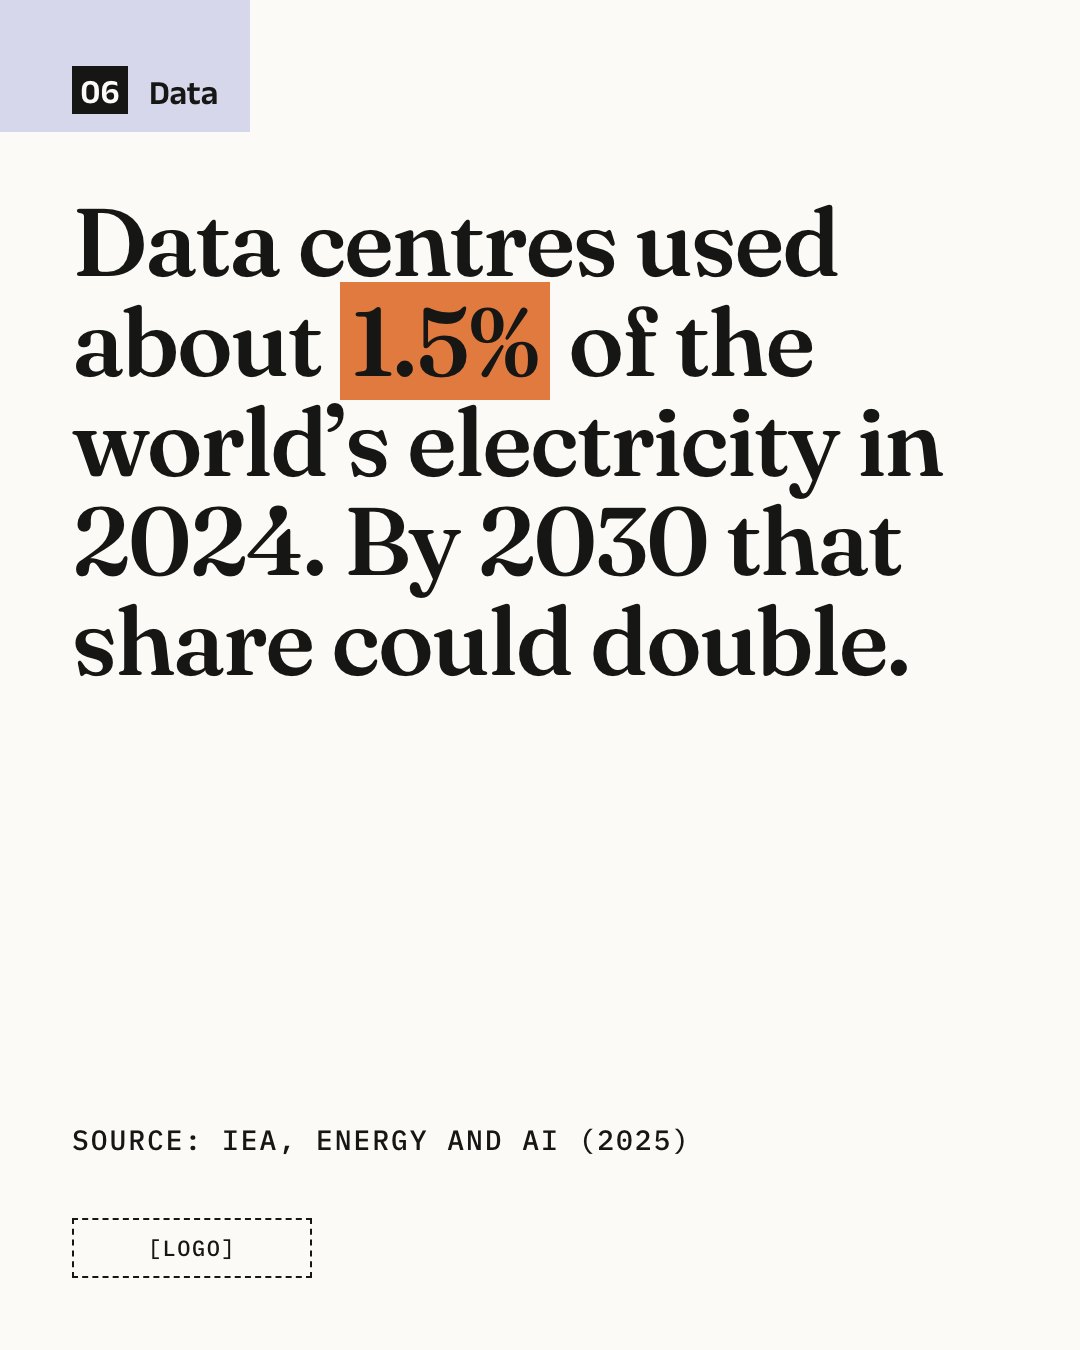 06 Data
Data centres used
about 1.5% of the
world’s electricity in
2024. By 2030 that
share could double.
SOURCE: IEA, ENERGY AND AI (2025)
[LOGO]